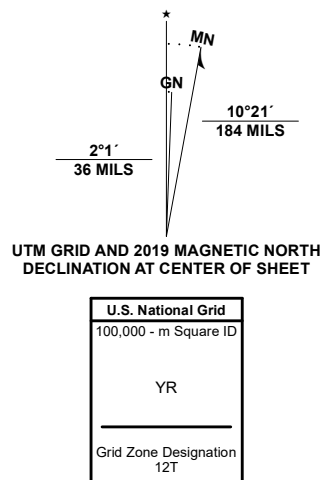 ★
MN
GN
10°21´
184 MILS
2°1´
36 MILS
UTM GRID AND 2019 MAGNETIC NORTH
DECLINATION AT CENTER OF SHEET
U.S. National Grid
100,000 - m Square ID
YR
Grid Zone Designation
12T